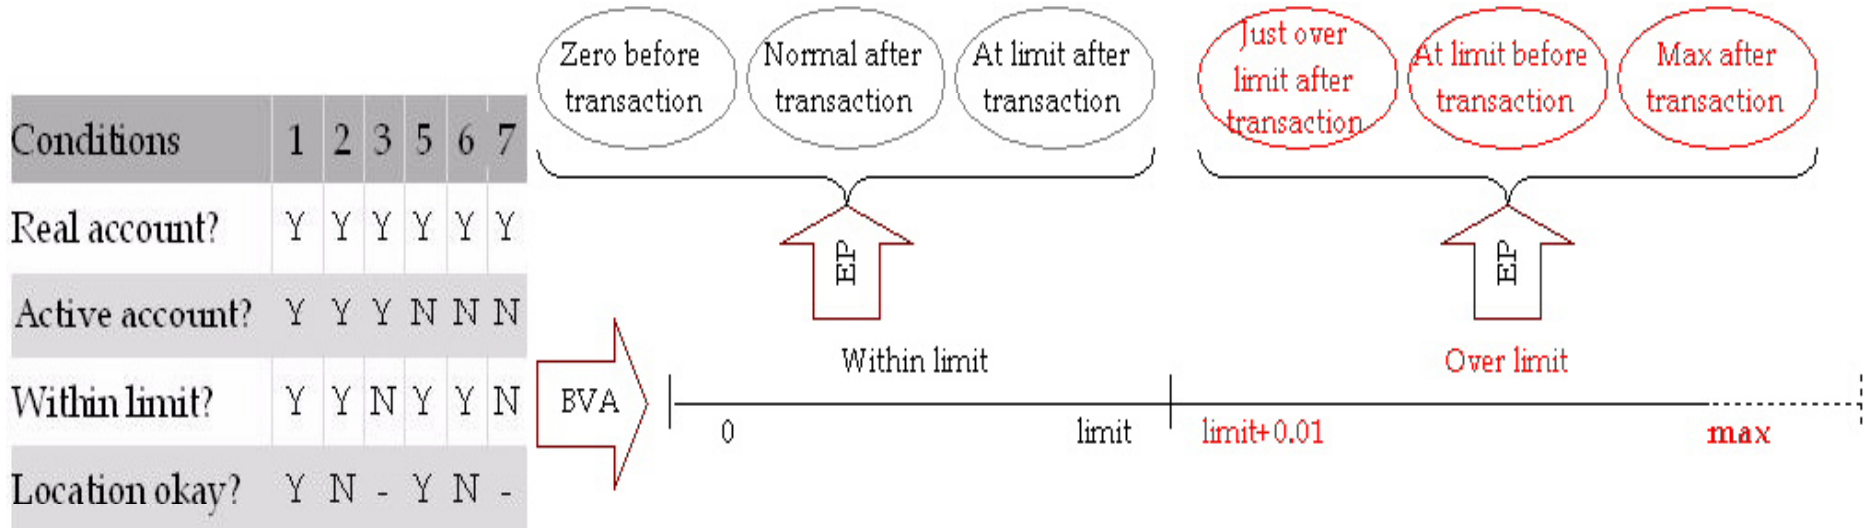 Conditions 1 2 3 5 6 7
Real account? Y Y Y Y Y Y
Active account? Y Y Y N N N
Within limit? Y Y N Y Y N
Location okay? Y N - Y N -
Zero before
transaction
Normal after
transaction
At limit after
transaction
Just over
limit after
transaction
At limit before
transaction
Max after
transaction
EP
EP
BVA
Within limit
Over limit
0
limit
limit+0.01
max